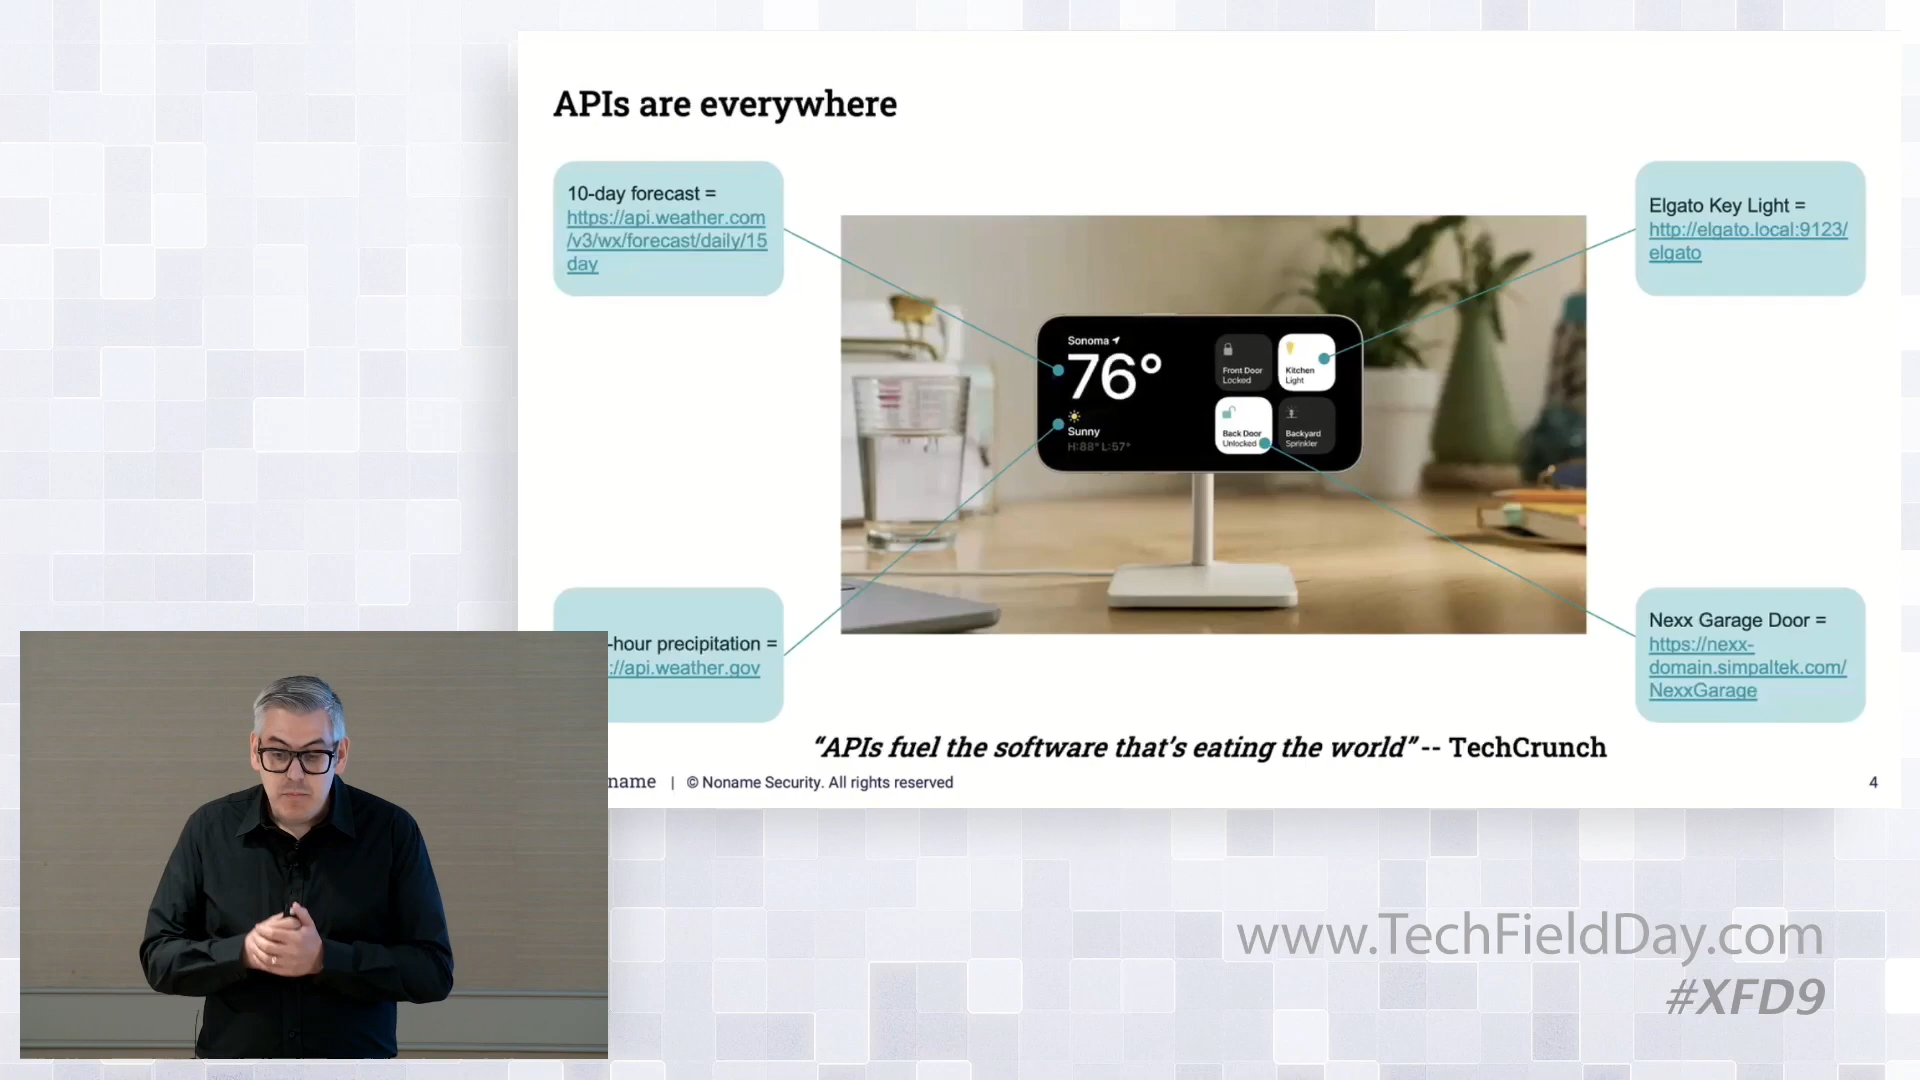 APIs are everywhere
10-day forecast =
https://api.weather.com
/v3/wx/forecast/daily/15
day
Elgato Key Light =
http://elgato.local:9123/
elgato
Sonoma
76°
Sunny
H:88° L:57°
Front Door
Locked
Kitchen
Light
Back Door
Unlocked
Backyard
Sprinkler
-hour precipitation =
://api.weather.gov
Nexx Garage Door =
https://nexx-
domain.simpaltek.com/
NexxGarage
“APIs fuel the software that’s eating the world” -- TechCrunch
name | © Noname Security. All rights reserved
4
www.TechFieldDay.com
#XFD9